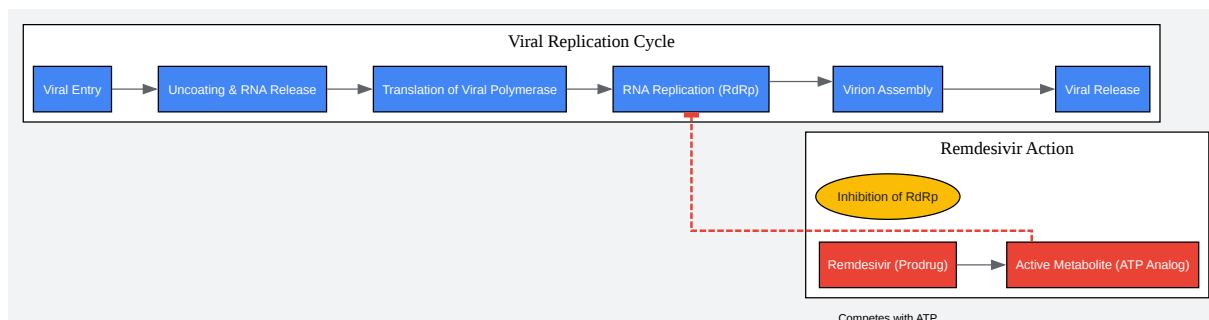 Viral Replication Cycle
Viral Entry
Uncoating & RNA Release
Translation of Viral Polymerase
RNA Replication (RdRp)
Virion Assembly
Viral Release
Remdesivir Action
Inhibition of RdRp
Remdesivir (Prodrug)
Active Metabolite (ATP Analog)
Competes with ATP